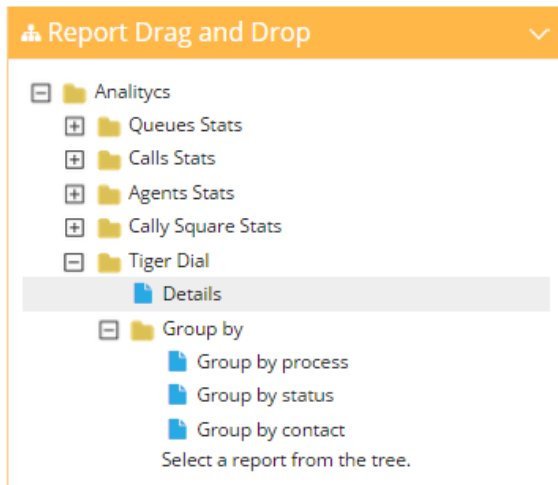 Report Drag and Drop
Analitycs
Queues Stats
Calls Stats
Agents Stats
Cally Square Stats
Tiger Dial
Details
Group by
Group by process
Group by status
Group by contact
Select a report from the tree.